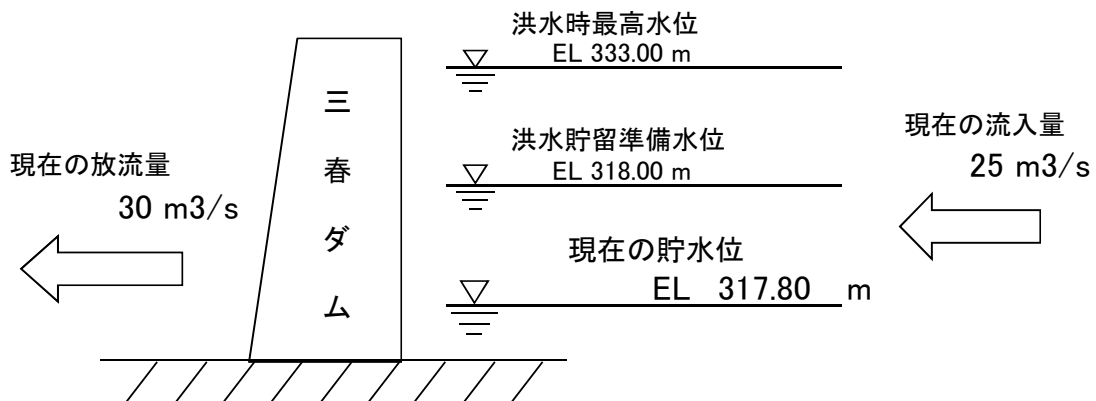 洪水時最高水位
EL 333.00 m
洪水貯留準備水位
EL 318.00 m
現在の貯水位
EL 317.80 m
現在の流入量
25 m3/s
現在の放流量
30 m3/s
三春ダム